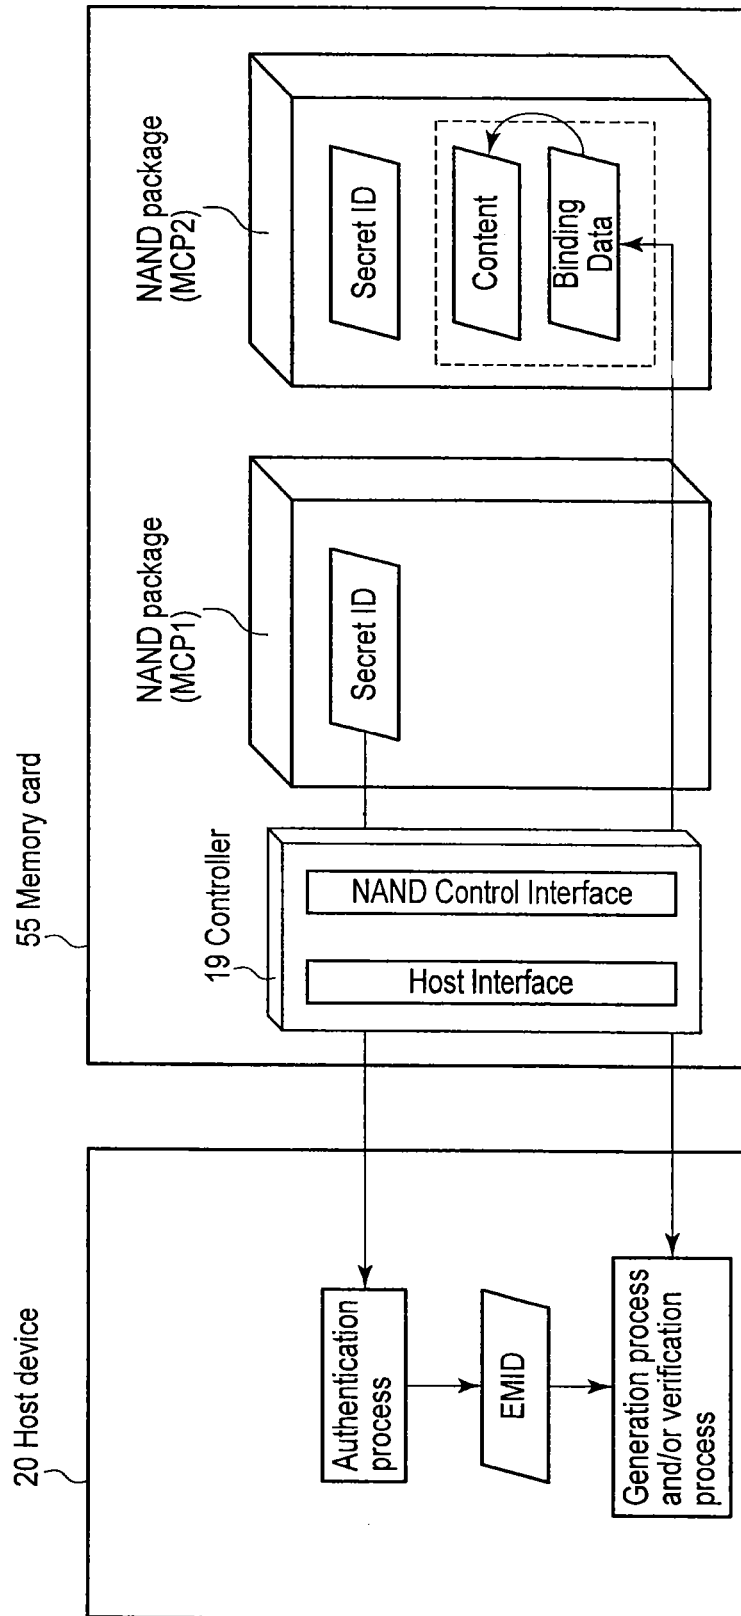 20 Host device
Authentication
process
EMID
Generation process
and/or verification
process
55 Memory card
19 Controller
Host Interface
NAND Control Interface
NAND package
(MCP1)
Secret ID
NAND package
(MCP2)
Secret ID
Content
Binding
Data